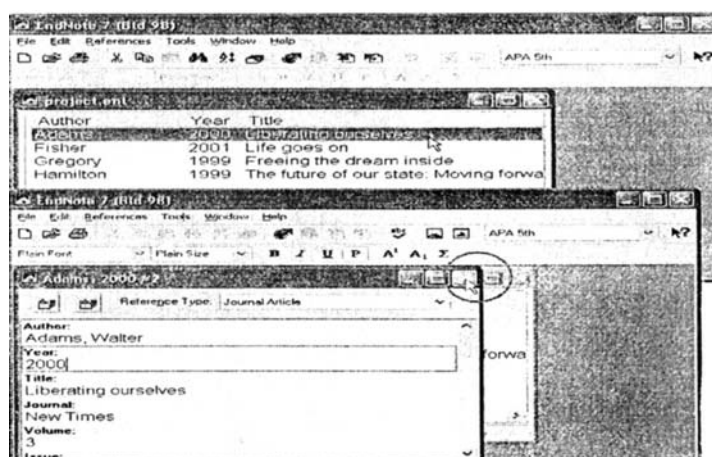 EndNote 7 (Bld 98)
File Edit References Tools Window Help
APA 5th
project.enl
Author Year Title
Adams 2000 Liberating ourselves
Fisher 2001 Life goes on
Gregory 1999 Freeing the dream inside
Hamilton 1999 The future of our state: Moving forwa
EndNote 7 (Bld 98)
File Edit References Tools Window Help
APA 5th
Plain Font Plain Size B I U P A¹ A₁ Σ
Adams, 2000 #2
Reference Type: Journal Article
Author:
Adams, Walter
Year:
2000
forwa
Title:
Liberating ourselves
Journal:
New Times
Volume:
3
Issue: